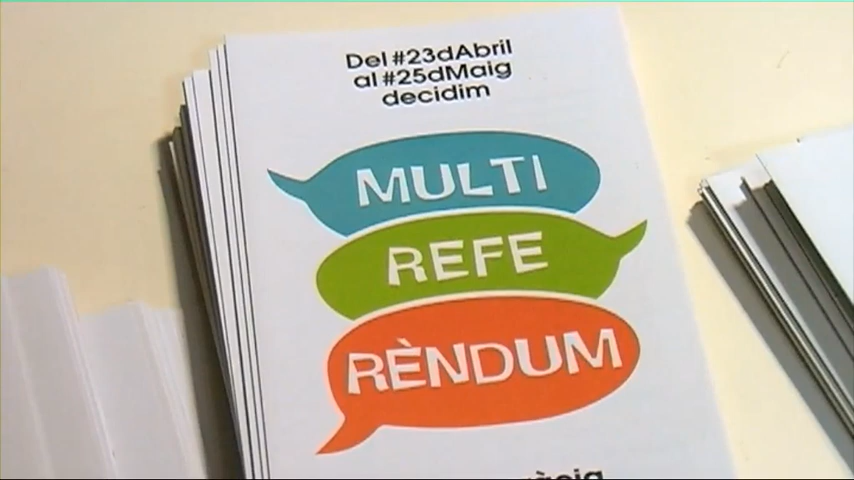 Del #23dAbril
al #25dMaig
decidim
MULTI
REFE
RÈNDUM